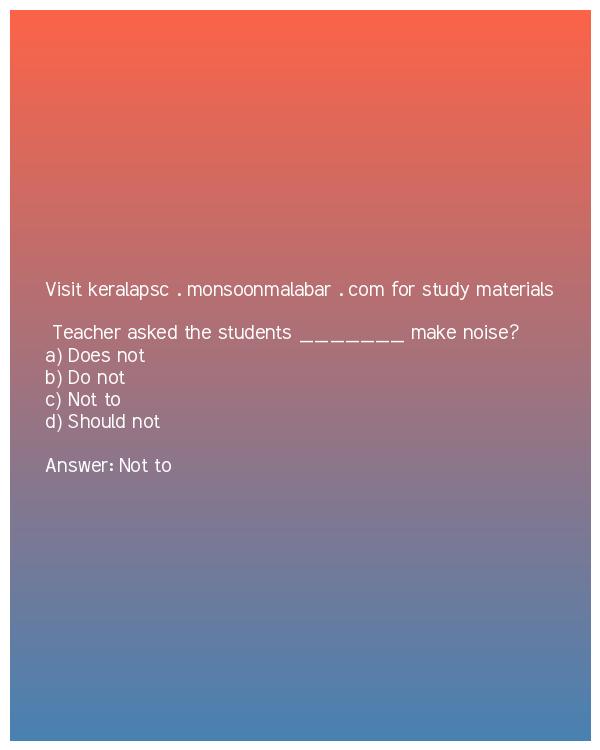 Visit keralapsc . monsoonmalabar . com for study materials
Teacher asked the students _______ make noise?
a) Does not
b) Do not
c) Not to
d) Should not
Answer: Not to